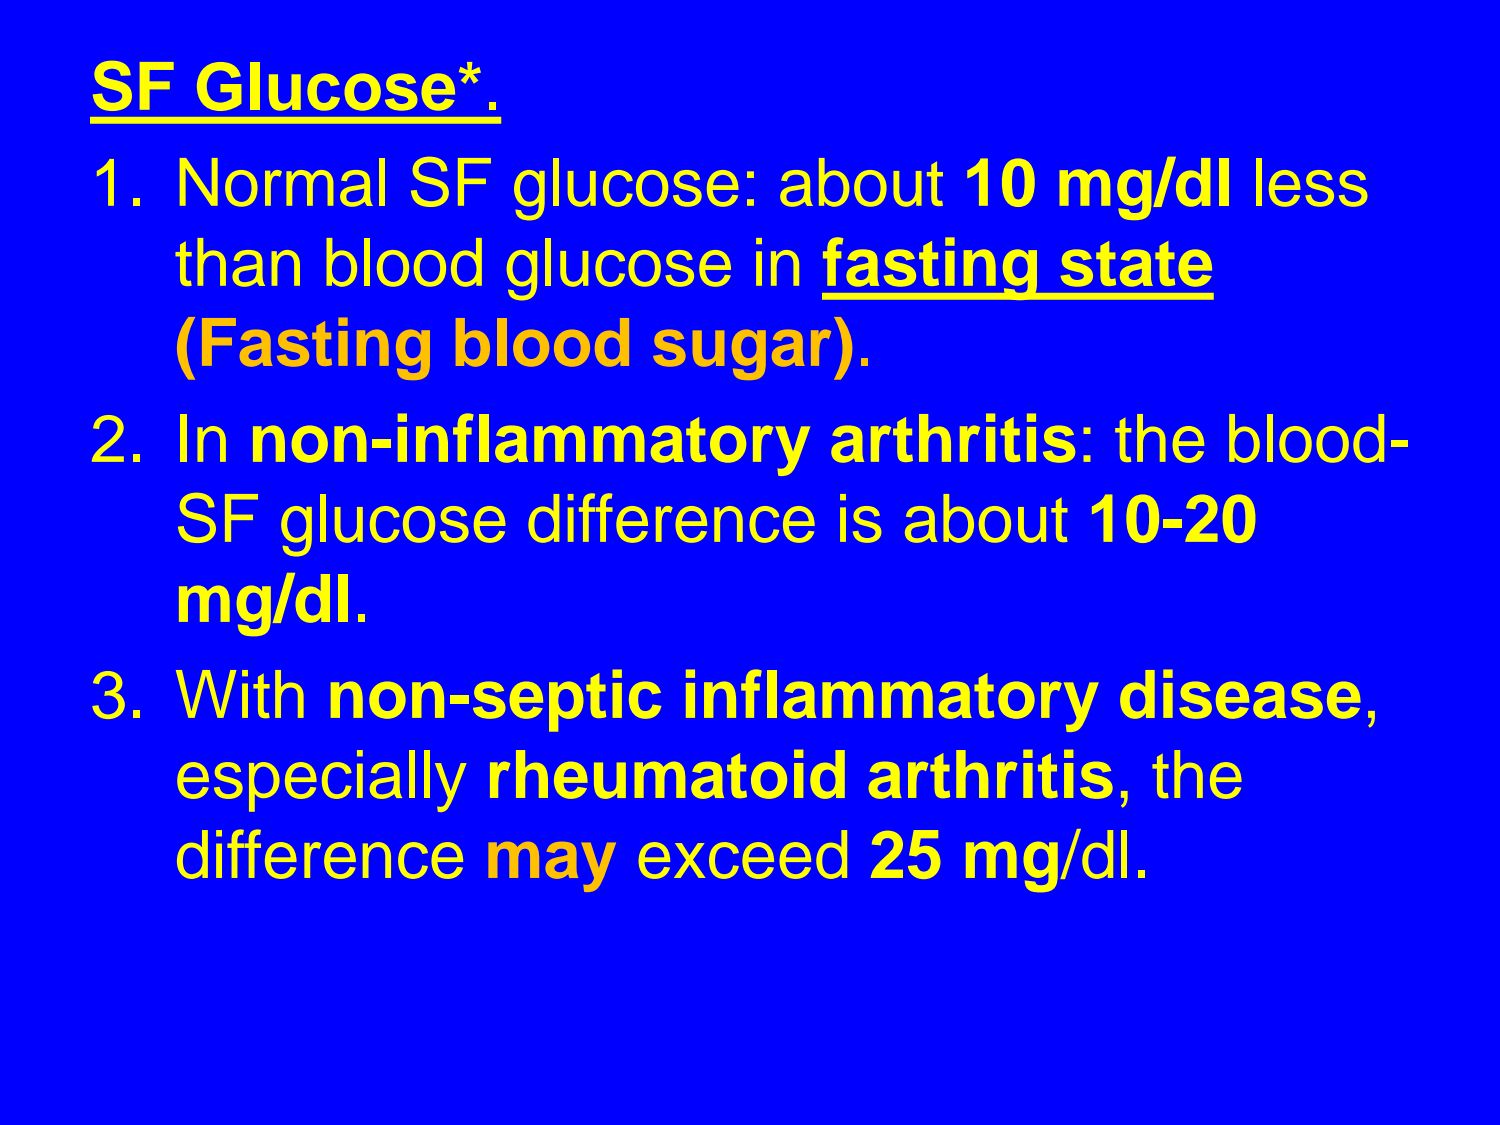 SF Glucose*.
1. Normal SF glucose: about 10 mg/dl less
than blood glucose in fasting state
(Fasting blood sugar).
2. In non-inflammatory arthritis: the blood-
SF glucose difference is about 10-20
mg/dl.
3. With non-septic inflammatory disease,
especially rheumatoid arthritis, the
difference may exceed 25 mg/dl.